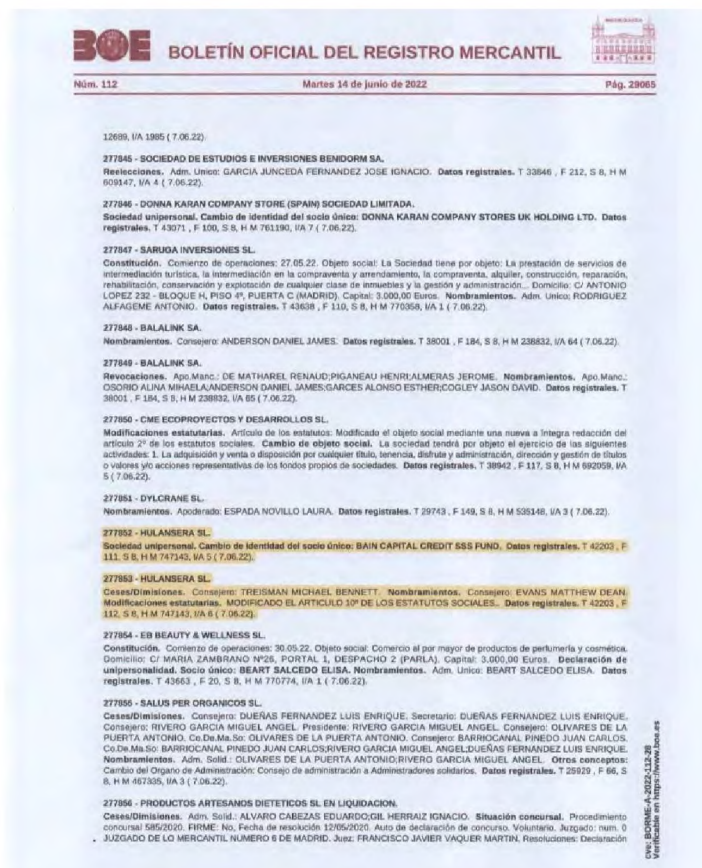 BOE BOLETÍN OFICIAL DEL REGISTRO MERCANTIL
Núm. 112 Martes 14 de junio de 2022 Pág. 29065
12689, I/A 1985 ( 7.06.22).
277845 - SOCIEDAD DE ESTUDIOS E INVERSIONES BENIDORM SA.
Reelecciones. Adm. Unico: GARCIA JUNCEDA FERNANDEZ JOSE IGNACIO. Datos registrales. T 33846 , F 212, S 8, H M
609147, I/A 4 ( 7.06.22).
277846 - DONNA KARAN COMPANY STORE (SPAIN) SOCIEDAD LIMITADA.
Sociedad unipersonal. Cambio de identidad del socio único: DONNA KARAN COMPANY STORES UK HOLDING LTD. Datos
registrales. T 43071 , F 100, S 8, H M 761190, I/A 7 ( 7.06.22).
277847 - SARUGA INVERSIONES SL.
Constitución. Comienzo de operaciones: 27.05.22. Objeto social: La Sociedad tiene por objeto: La prestación de servicios de
intermediación turística, la intermediación en la compraventa y arrendamiento, la compraventa, alquiler, construcción, reparación,
rehabilitación, conservación y explotación de cualquier clase de inmuebles y la gestión y administración... Domicilio: C/ ANTONIO
LOPEZ 232 - BLOQUE H, PISO 4º, PUERTA C (MADRID). Capital: 3.000,00 Euros. Nombramientos. Adm. Unico: RODRIGUEZ
ALFAGEME ANTONIO. Datos registrales. T 43638 , F 110, S 8, H M 770358, I/A 1 ( 7.06.22).
277848 - BALALINK SA.
Nombramientos. Consejero: ANDERSON DANIEL JAMES. Datos registrales. T 38001 , F 184, S 8, H M 238832, I/A 64 ( 7.06.22).
277849 - BALALINK SA.
Revocaciones. Apo.Manc.: DE MATHAREL RENAUD;PIGANEAU HENRI;ALMERAS JEROME. Nombramientos. Apo.Manc.:
OSORIO ALINA MIHAELA;ANDERSON DANIEL JAMES;GARCES ALONSO ESTHER;COGLEY JASON DAVID. Datos registrales. T
38001 , F 184, S 8, H M 238832, I/A 65 ( 7.06.22).
277850 - CME ECOPROYECTOS Y DESARROLLOS SL.
Modificaciones estatutarias. Articulo de los estatutos: Modificado el objeto social mediante una nueva a íntegra redacción del
artículo 2º de los estatutos sociales. Cambio de objeto social. La sociedad tendrá por objeto el ejercicio de las siguientes
actividades: 1. La adquisición y venta o disposición por cualquier título, tenencia, disfrute y administración, dirección y gestión de títulos
o valores y/o acciones representativas de los fondos propios de sociedades. Datos registrales. T 38942 , F 117, S 8, H M 692059, I/A
5 ( 7.06.22).
277851 - DYLCRANE SL.
Nombramientos. Apoderado: ESPADA NOVILLO LAURA. Datos registrales. T 29743 , F 149, S 8, H M 535148, I/A 3 ( 7.06.22).
277852 - HULANSERA SL.
Sociedad unipersonal. Cambio de identidad del socio único: BAIN CAPITAL CREDIT SSS FUND. Datos registrales. T 42203 , F
111, S 8, H M 747143, I/A 5 ( 7.06.22).
277853 - HULANSERA SL.
Ceses/Dimisiones. Consejero: TREISMAN MICHAEL BENNETT. Nombramientos. Consejero: EVANS MATTHEW DEAN.
Modificaciones estatutarias. MODIFICADO EL ARTICULO 10º DE LOS ESTATUTOS SOCIALES.. Datos registrales. T 42203 , F
112, S 8, H M 747143, I/A 6 ( 7.06.22).
277854 - EB BEAUTY & WELLNESS SL.
Constitución. Comienzo de operaciones: 30.05.22. Objeto social: Comercio al por mayor de productos de perfumería y cosmética.
Domicilio: C/ MARIA ZAMBRANO Nº26, PORTAL 1, DESPACHO 2 (PARLA). Capital: 3.000,00 Euros. Declaración de
unipersonalidad. Socio único: BEART SALCEDO ELISA. Nombramientos. Adm. Unico: BEART SALCEDO ELISA. Datos
registrales. T 43663 , F 20, S 8, H M 770774, I/A 1 ( 7.06.22).
277855 - SALUS PER ORGANICOS SL.
Ceses/Dimisiones. Consejero: DUEÑAS FERNANDEZ LUIS ENRIQUE. Secretario: DUEÑAS FERNANDEZ LUIS ENRIQUE.
Consejero: RIVERO GARCIA MIGUEL ANGEL. Presidente: RIVERO GARCIA MIGUEL ANGEL. Consejero: OLIVARES DE LA
PUERTA ANTONIO. Co.De.Ma.So: OLIVARES DE LA PUERTA ANTONIO. Consejero: BARRIOCANAL PINEDO JUAN CARLOS.
Co.De.Ma.So: BARRIOCANAL PINEDO JUAN CARLOS;RIVERO GARCIA MIGUEL ANGEL;DUEÑAS FERNANDEZ LUIS ENRIQUE.
Nombramientos. Adm. Solid.: OLIVARES DE LA PUERTA ANTONIO;RIVERO GARCIA MIGUEL ANGEL. Otros conceptos:
Cambio del Organo de Administración: Consejo de administración a Administradores solidarios. Datos registrales. T 25929 , F 66, S
8, H M 467335, I/A 3 ( 7.06.22).
277856 - PRODUCTOS ARTESANOS DIETETICOS SL EN LIQUIDACION.
Ceses/Dimisiones. Adm. Solid.: ALVARO CABEZAS EDUARDO;GIL HERRAIZ IGNACIO. Situación concursal. Procedimiento
concursal 585/2020. FIRME: No, Fecha de resolución 12/05/2020. Auto de declaración de concurso. Voluntario. Juzgado: num. 0
JUZGADO DE LO MERCANTIL NUMERO 6 DE MADRID. Juez: FRANCISCO JAVIER VAQUER MARTIN. Resoluciones: Declaración
cve: BORME-A-2022-112-28
Verificable en https://www.boe.es